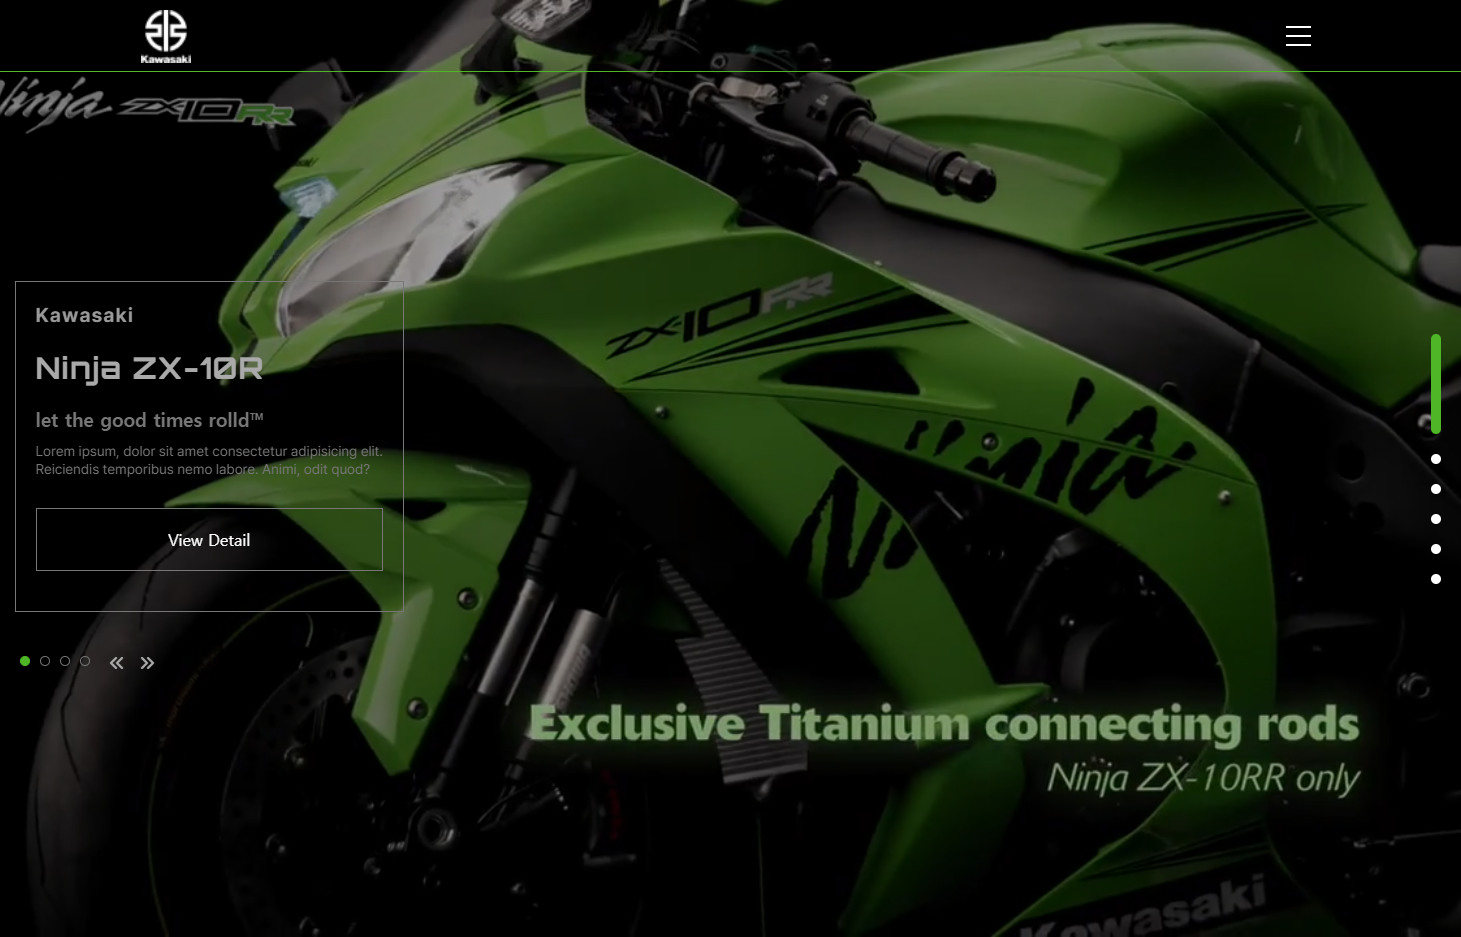 Kawasaki
Ninja ZX-10RR
Kawasaki
Ninja ZX-10R
let the good times rolld™
Lorem ipsum, dolor sit amet consectetur adipisicing elit.
Reiciendis temporibus nemo labore. Animi, odit quod?
View Detail
ZX-10RR
Ninja
Exclusive Titanium connecting rods
Ninja ZX-10RR only
Kawasaki